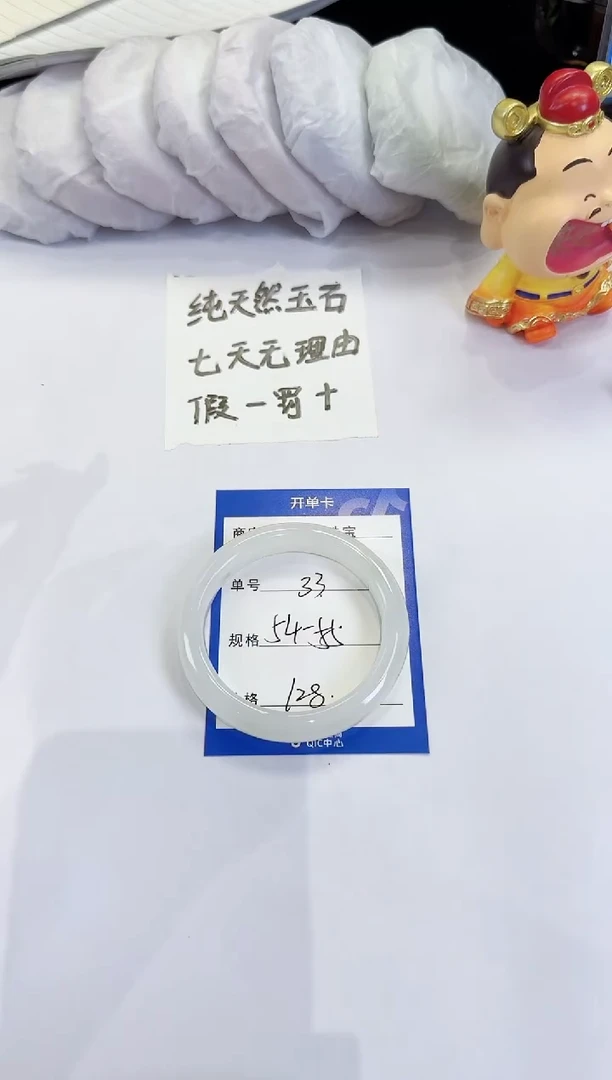 纯天然玉石
七天无理由
假一罚十
开单卡
单号 33
规格 54-55
格 128.
QIC中心